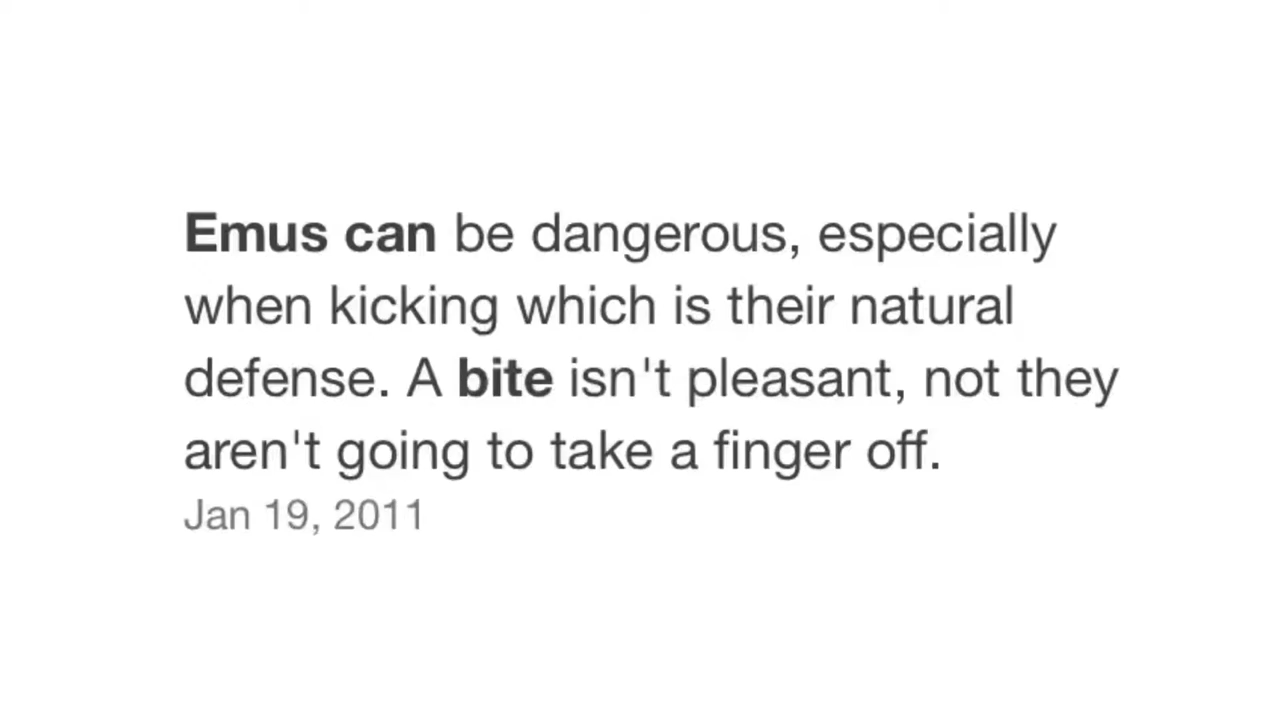 Emus can be dangerous, especially
when kicking which is their natural
defense. A bite isn't pleasant, not they
aren't going to take a finger off.
Jan 19, 2011